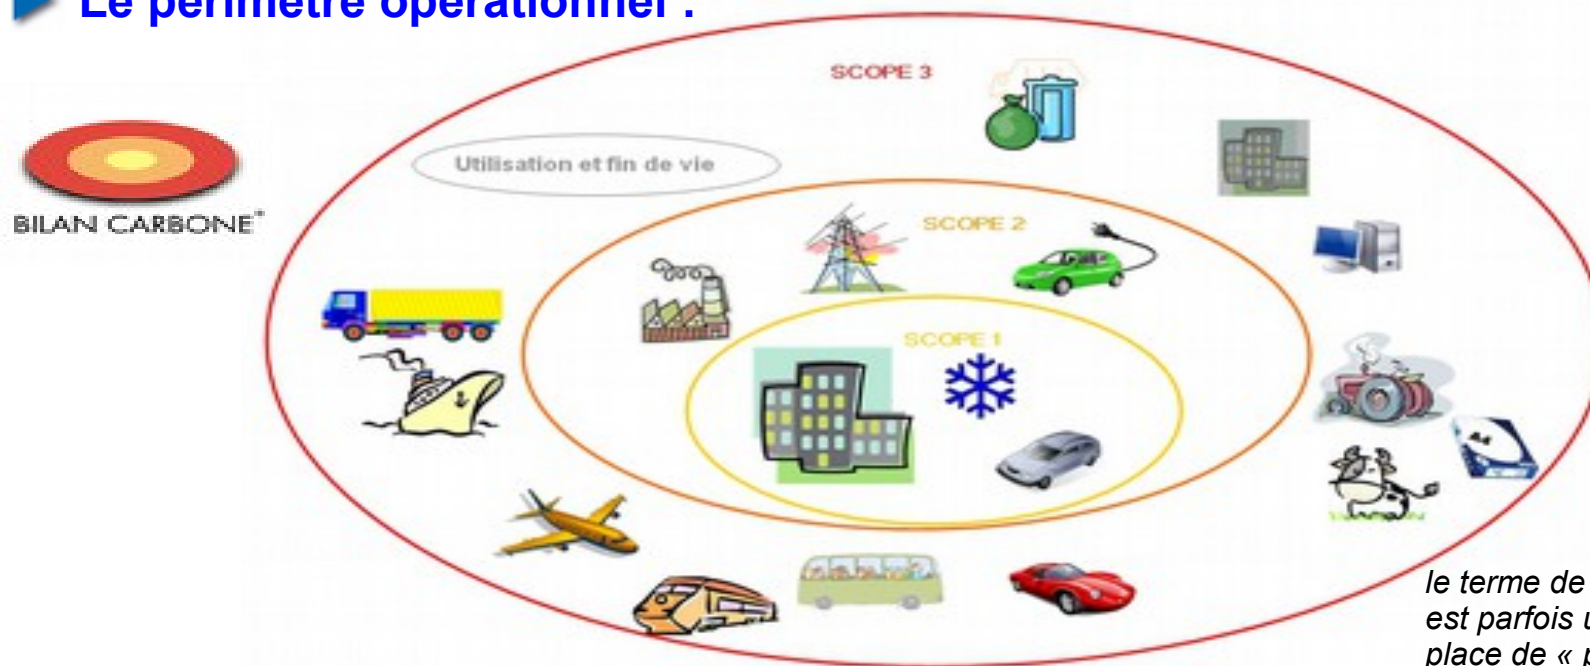 Le périmètre opérationnel :
SCOPE 3
Utilisation et fin de vie
BILAN CARBONE
SCOPE 2
SCOPE 1
A4
le terme de
est parfois
place de «